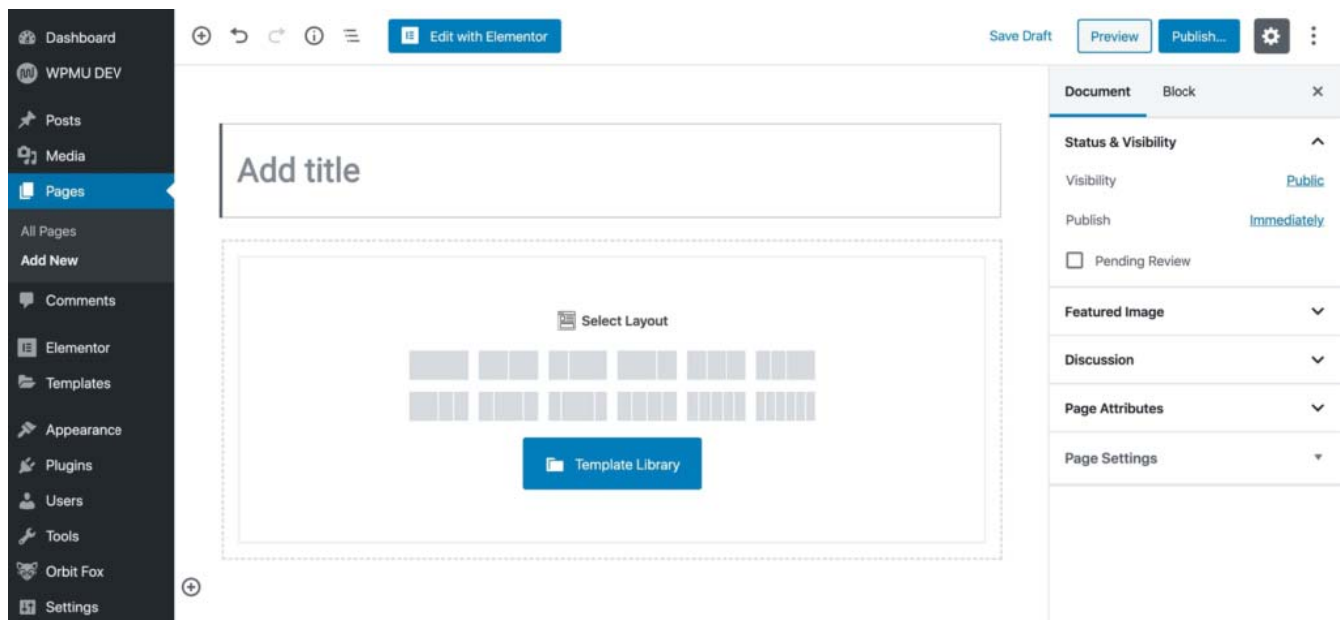 Dashboard
WPMU DEV
Posts
Media
Pages
All Pages
Add New
Comments
Elementor
Templates
Appearance
Plugins
Users
Tools
Orbit Fox
Settings
Edit with Elementor
Save Draft
Preview
Publish...
Add title
Select Layout
Template Library
Document Block
Status & Visibility
Visibility Public
Publish Immediately
Pending Review
Featured Image
Discussion
Page Attributes
Page Settings